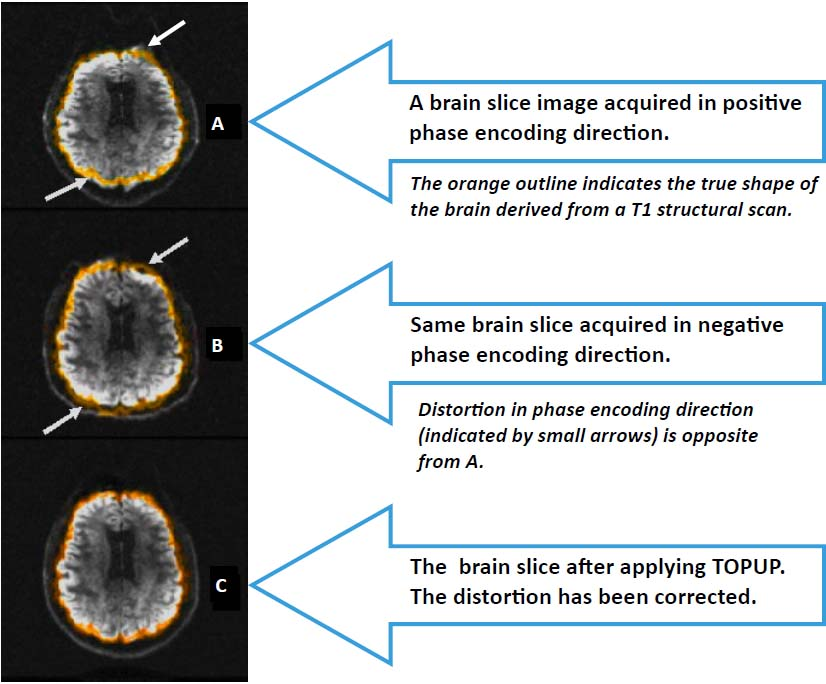 A
A brain slice image acquired in positive
phase encoding direction.
The orange outline indicates the true shape of
the brain derived from a T1 structural scan.
B
Same brain slice acquired in negative
phase encoding direction.
Distortion in phase encoding direction
(indicated by small arrows) is opposite
from A.
C
The  brain slice after applying TOPUP.
The distortion has been corrected.